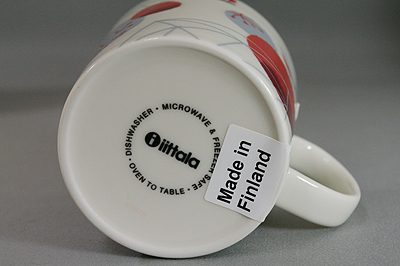 · DISHWASHER · MICROWAVE & FREEZER SAFE · OVEN TO TABLE
i iittala
Made in
Finland